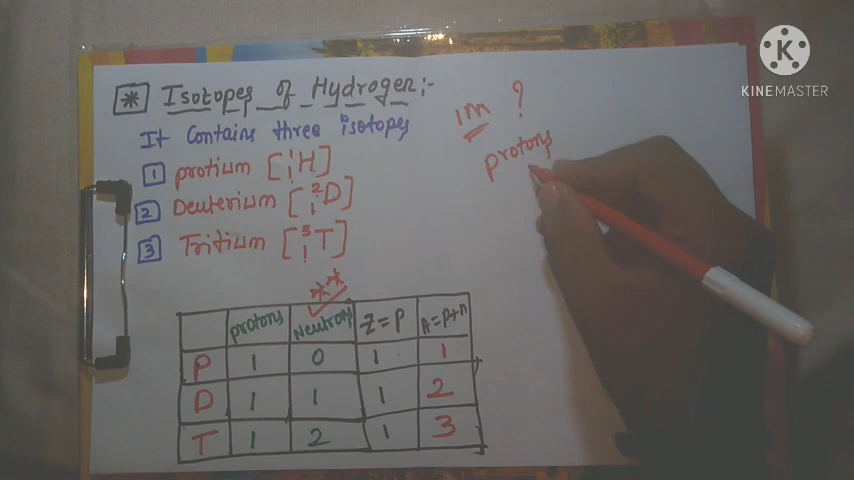 * Isotopes of Hydrogen:-
It contains three isotopes
1 protium [¹₁H]
2 Deuterium [²₁D]
3 Tritium [³₁T]
1M ?
protons
**
protons Neutrons Z=P A=P+n
P 1 0 1 1
D 1 1 1 2
T 1 2 1 3
K
KINEMASTER